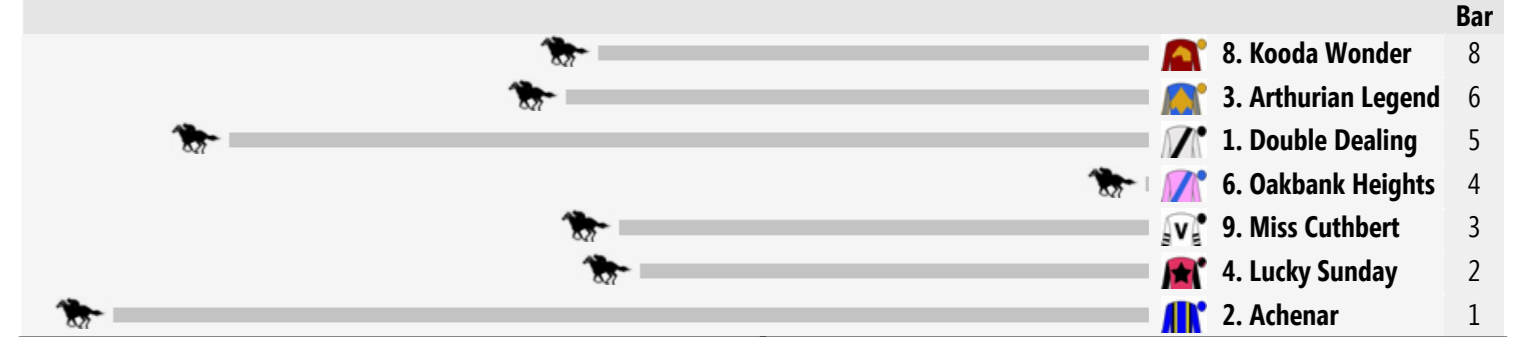 Bar
8. Kooda Wonder 8
3. Arthurian Legend 6
1. Double Dealing 5
6. Oakbank Heights 4
V 9. Miss Cuthbert 3
4. Lucky Sunday 2
2. Achenar 1